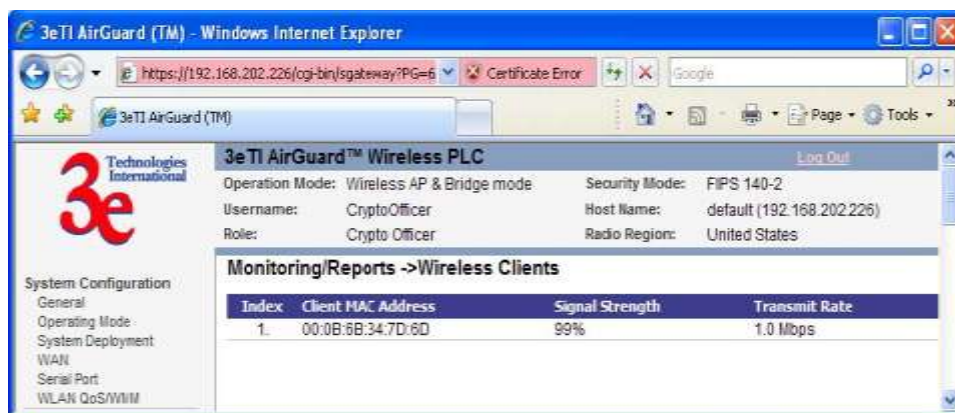 3eTI AirGuard (TM) - Windows Internet Explorer
https://192.168.202.226/cgi-bin/sgateway?PG=6
Certificate Error
Google
3eTI AirGuard (TM)
Page
Tools
3e Technologies International
3eTI AirGuard™ Wireless PLC
Log Out
Operation Mode: Wireless AP & Bridge mode
Security Mode: FIPS 140-2
Username: CryptoOfficer
Host Name: default (192.168.202.226)
Role: Crypto Officer
Radio Region: United States
System Configuration
General
Operating Mode
System Deployment
WAN
Serial Port
WLAN QoS/WMM
Monitoring/Reports ->Wireless Clients
Index Client MAC Address Signal Strength Transmit Rate
1. 00:0B:6B:34:7D:6D 99% 1.0 Mbps